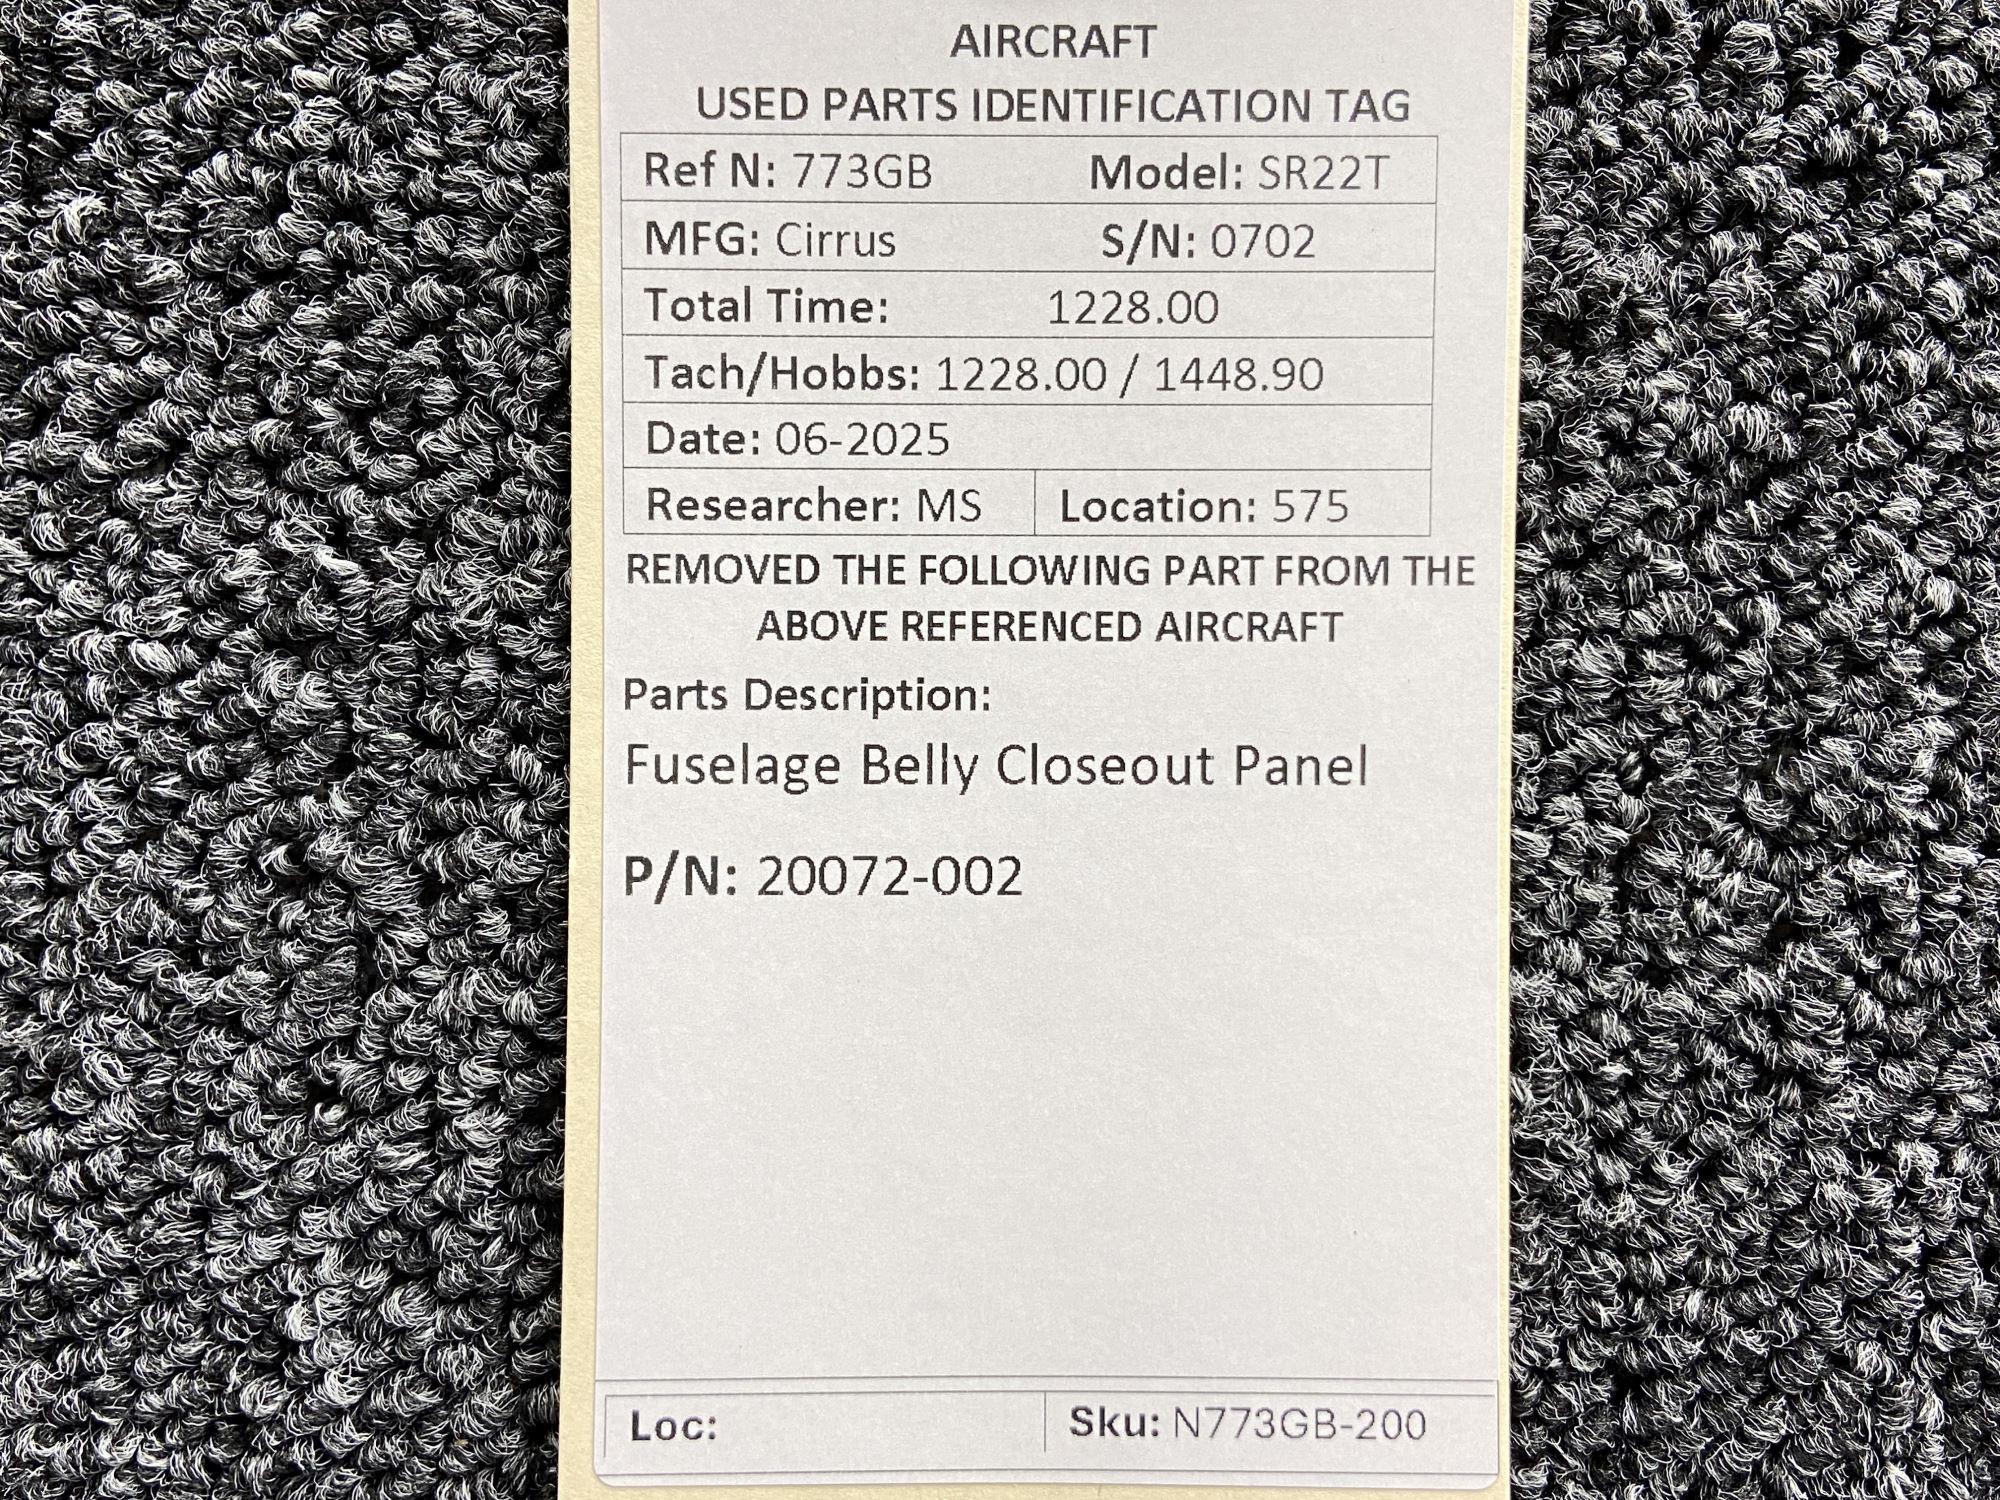 AIRCRAFT
USED PARTS IDENTIFICATION TAG
Ref N: 773GB Model: SR22T
MFG: Cirrus S/N: 0702
Total Time: 1228.00
Tach/Hobbs: 1228.00 / 1448.90
Date: 06-2025
Researcher: MS Location: 575
REMOVED THE FOLLOWING PART FROM THE
ABOVE REFERENCED AIRCRAFT
Parts Description:
Fuselage Belly Closeout Panel
P/N: 20072-002
Loc: Sku: N773GB-200